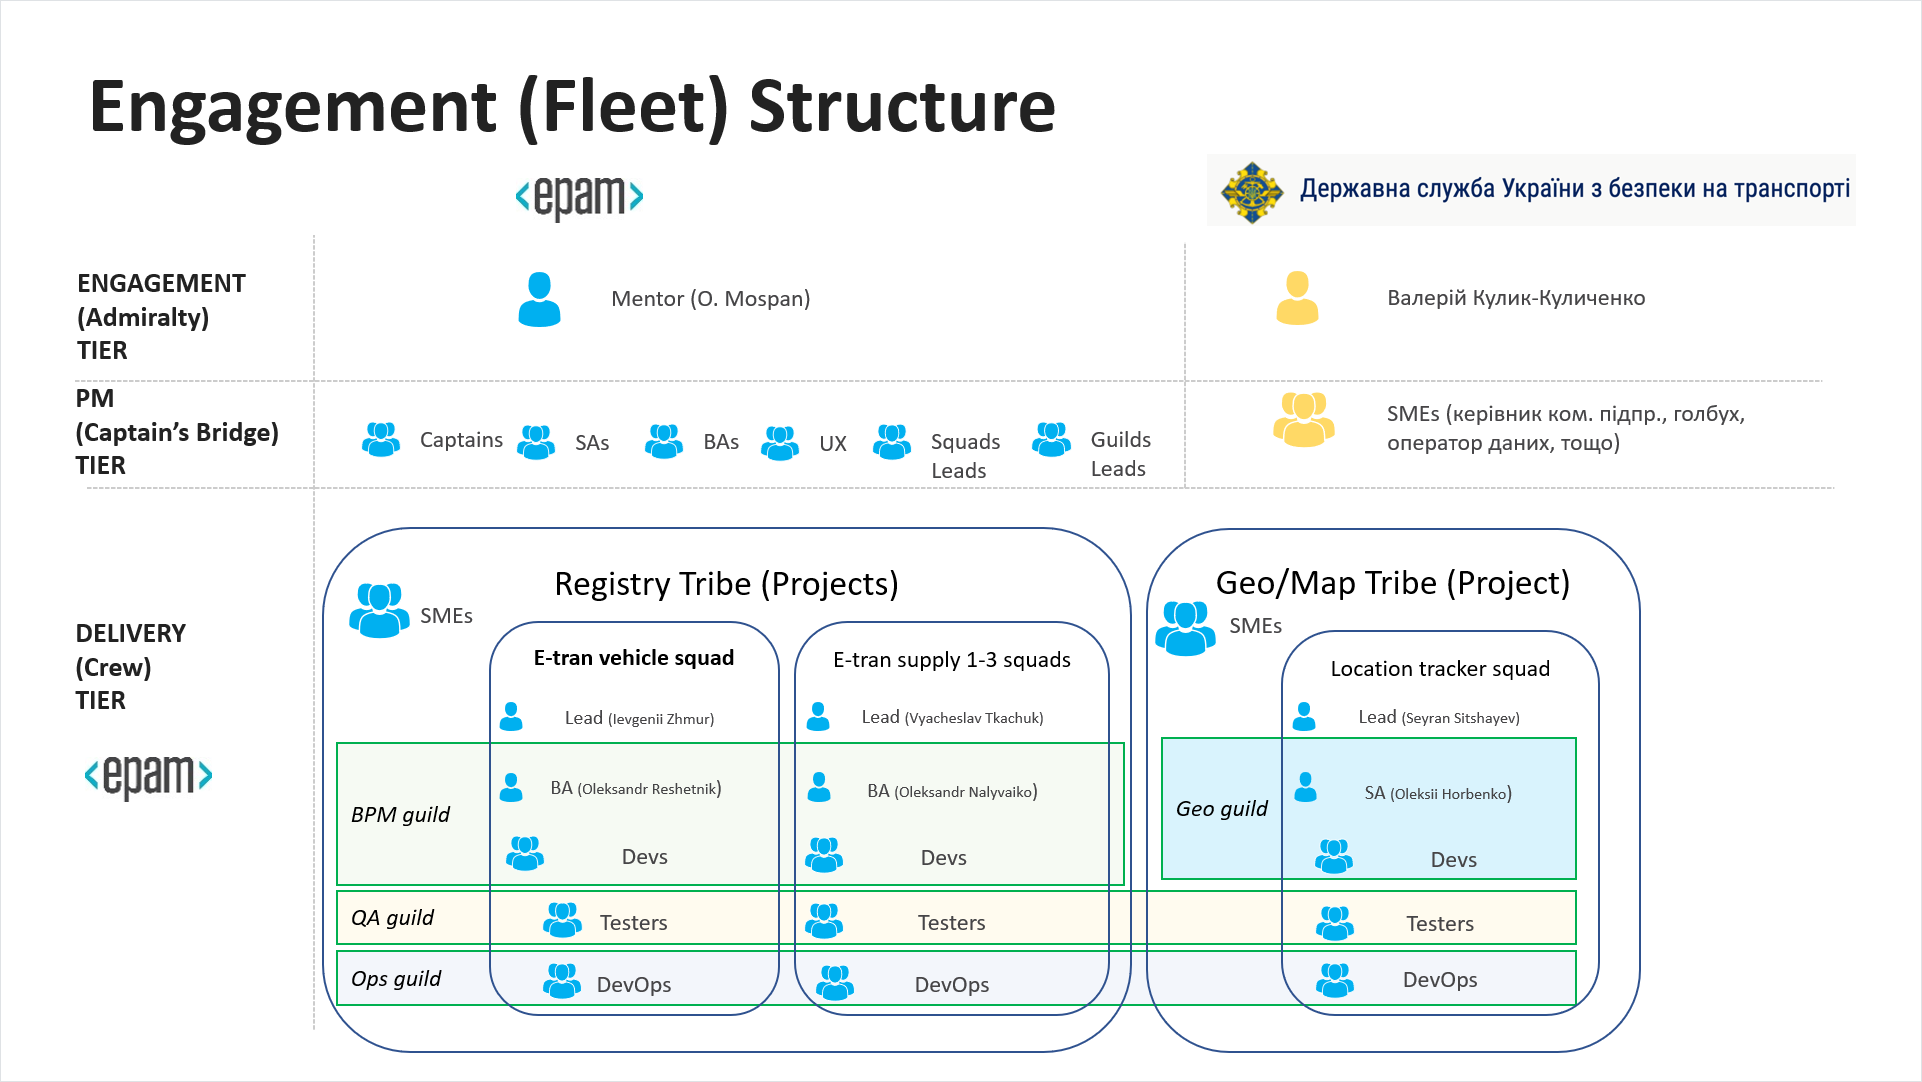 Engagement (Fleet) Structure
<epam>
Державна служба України з безпеки на транспорті
ENGAGEMENT
(Admiralty)
TIER
Mentor (O. Mospan)
Валерій Кулик-Куличенко
PM
(Captain’s Bridge)
TIER
Captains
SAs
BAs
UX
Squads
Leads
Guilds
Leads
SMEs (керівник ком. підпр., голбух,
оператор даних, тощо)
DELIVERY
(Crew)
TIER
<epam>
Registry Tribe (Projects)
SMEs
E-tran vehicle squad
Lead (Ievgenii Zhmur)
BA (Oleksandr Reshetnik)
Devs
Testers
DevOps
E-tran supply 1-3 squads
Lead (Vyacheslav Tkachuk)
BA (Oleksandr Nalyvaiko)
Devs
Testers
DevOps
BPM guild
QA guild
Ops guild
Geo/Map Tribe (Project)
SMEs
Location tracker squad
Lead (Seyran Sitshayev)
Geo guild
SA (Oleksii Horbenko)
Devs
Testers
DevOps